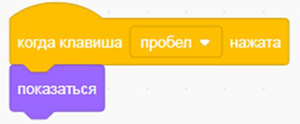 когда клавиша пробел нажата
показаться